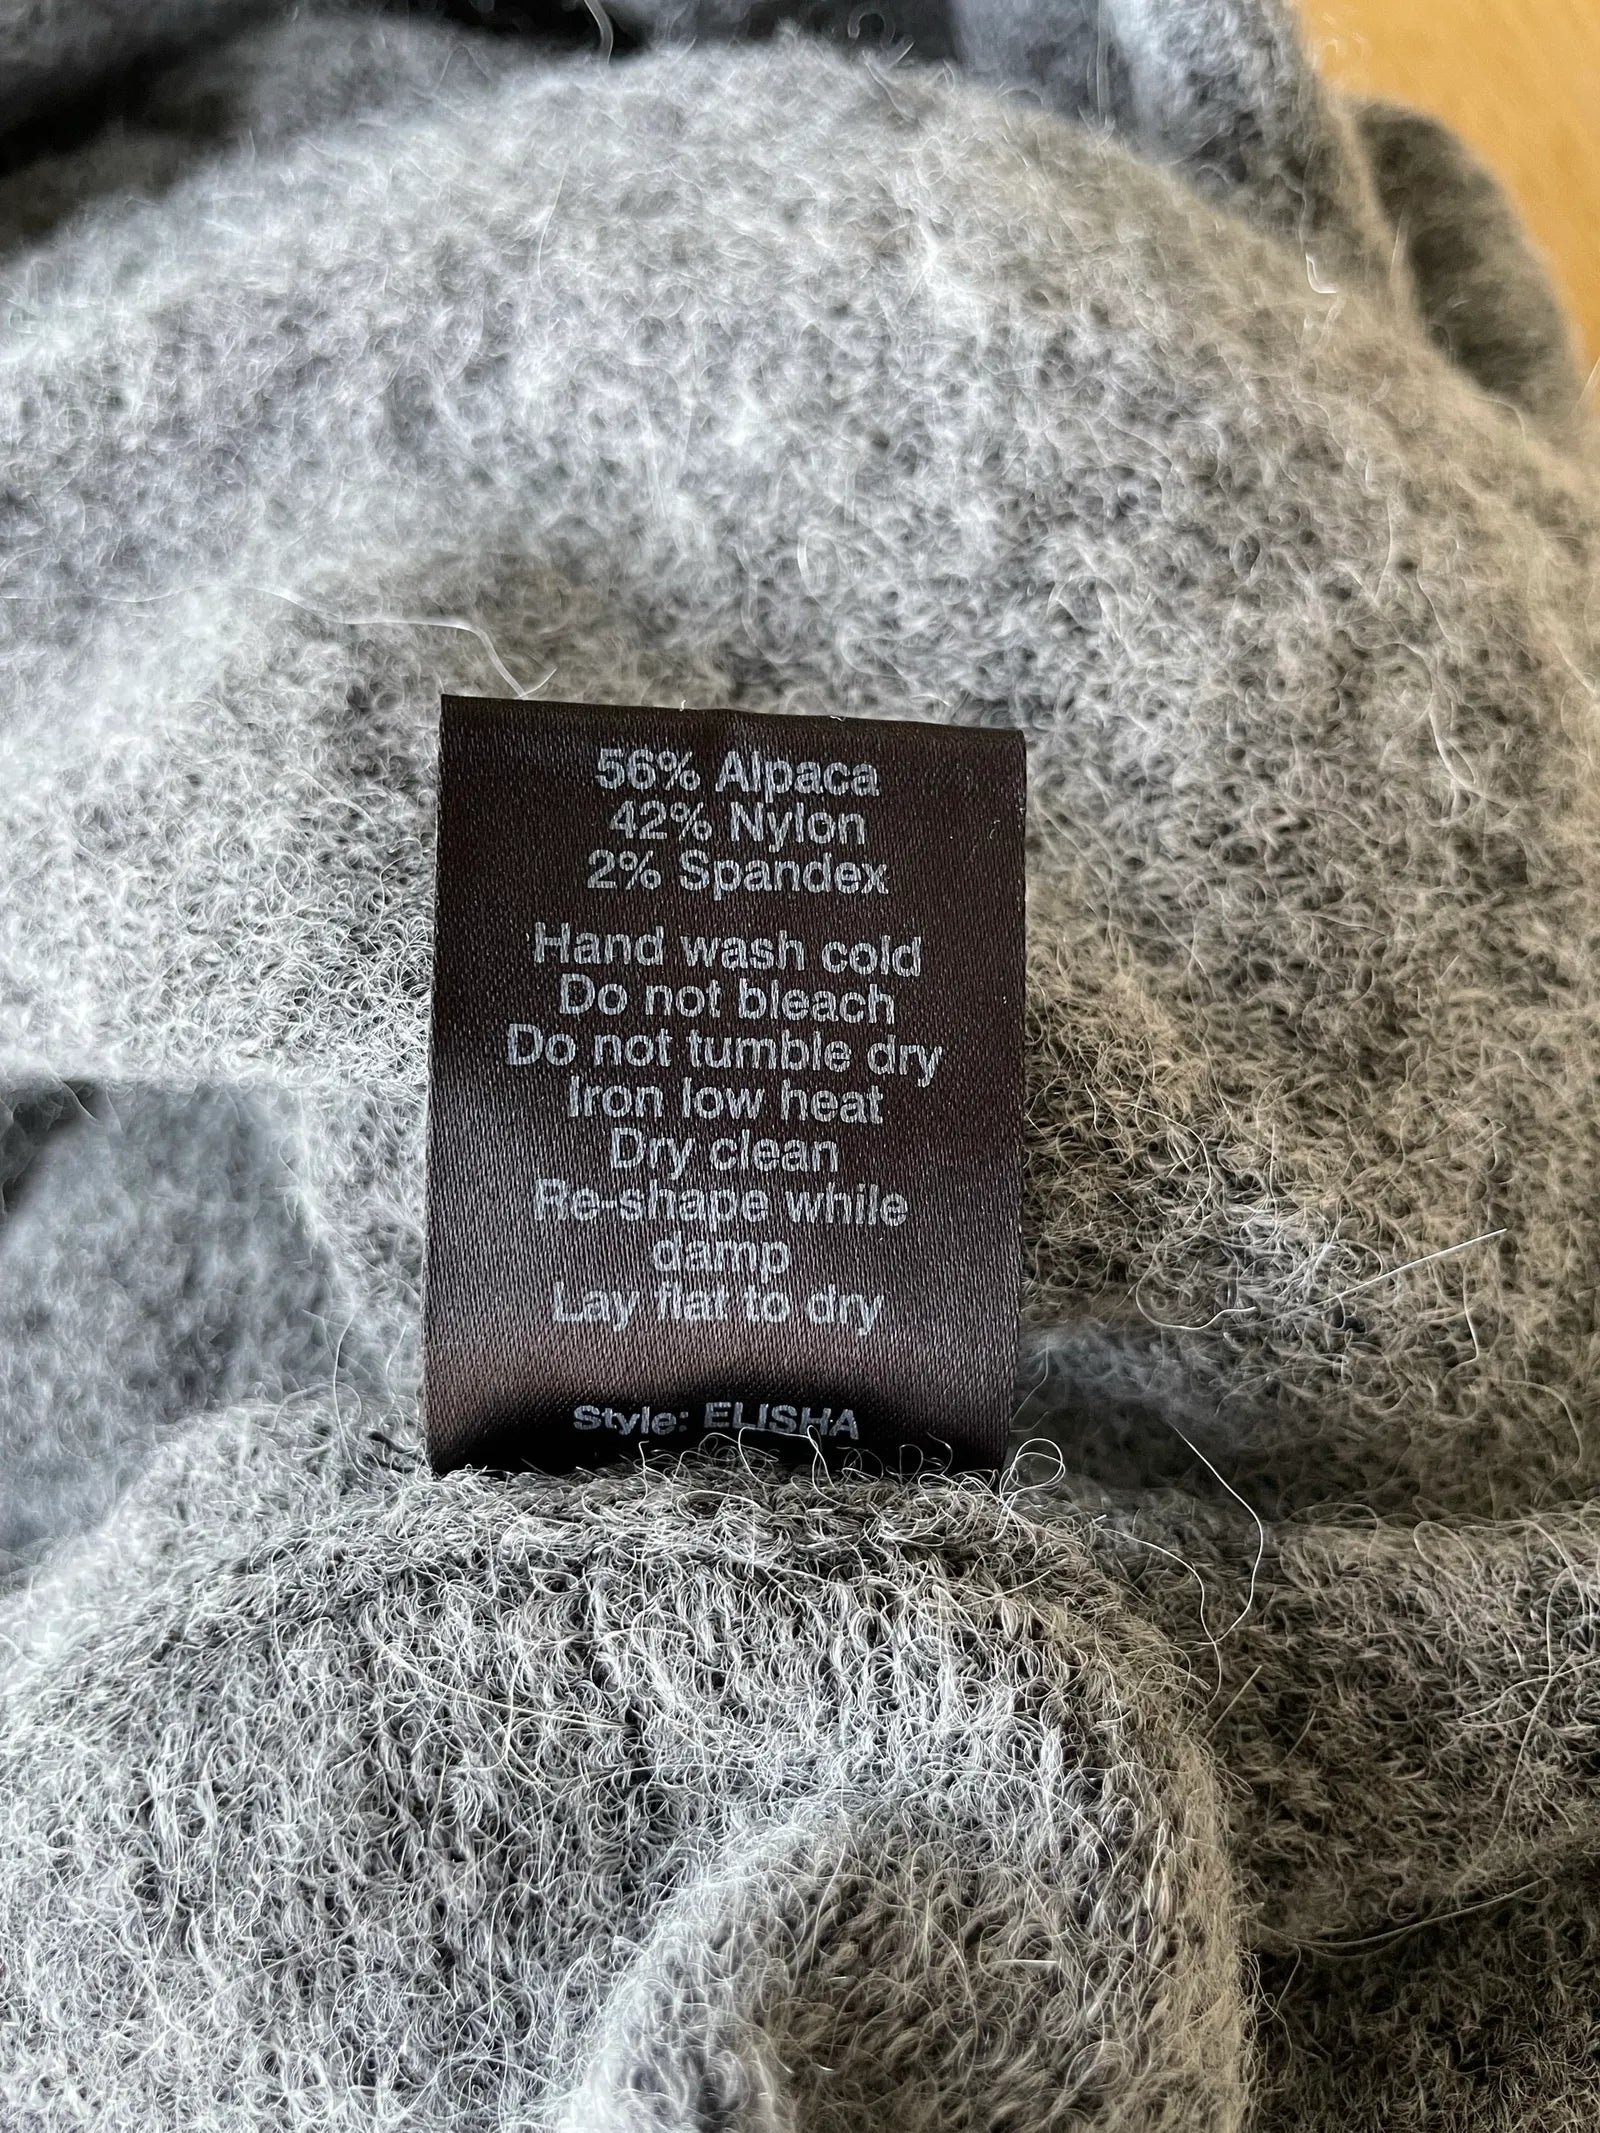 56% Alpaca
42% Nylon
2% Spandex
Hand wash cold
Do not bleach
Do not tumble dry
Iron low heat
Dry clean
Re-shape while
damp
Lay flat to dry
Style: ELISHA